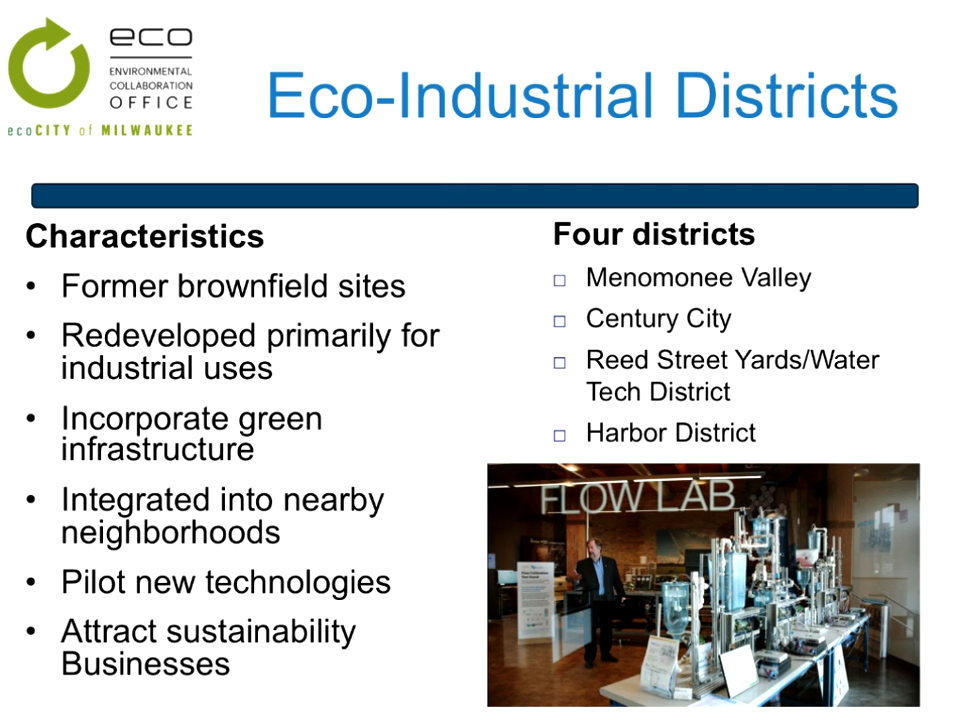 eco
ENVIRONMENTAL
COLLABORATION
OFFICE
ecoCITY of MILWAUKEE
Eco-Industrial Districts
Characteristics
• Former brownfield sites
• Redeveloped primarily for
industrial uses
• Incorporate green
infrastructure
• Integrated into nearby
neighborhoods
• Pilot new technologies
• Attract sustainability
Businesses
Four districts
□ Menomonee Valley
□ Century City
□ Reed Street Yards/Water
Tech District
□ Harbor District
FLOW LAB